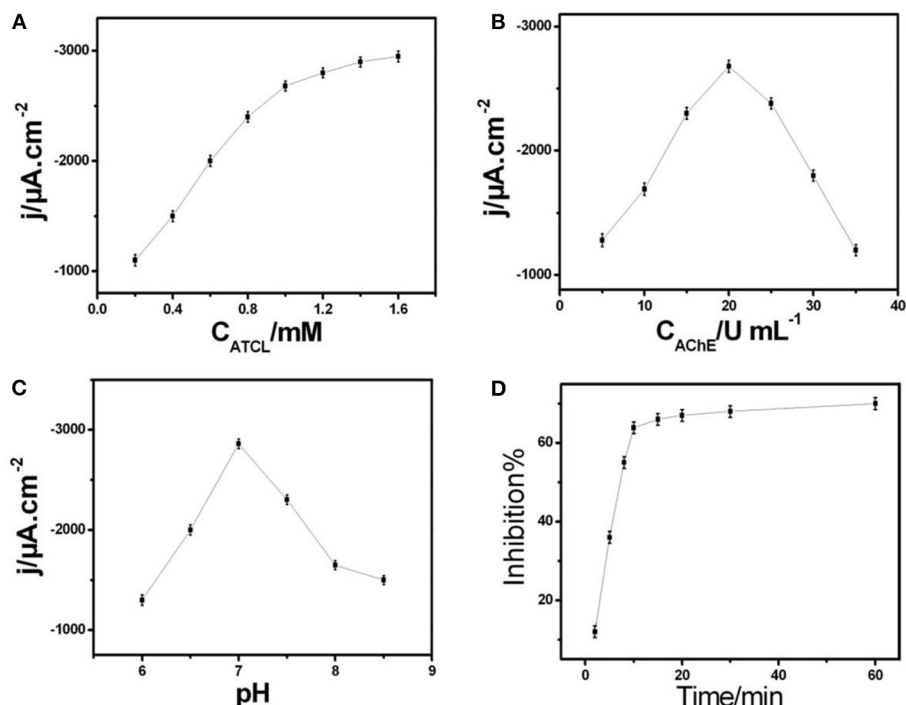 A
j/µA.cm-2
-3000
-2000
-1000
0.0 0.4 0.8 1.2 1.6
CATCL/mM
B
j/µA.cm-2
-3000
-2000
-1000
0 10 20 30 40
CAChE/U mL-1
C
j/µA.cm-2
-3000
-2000
-1000
6 7 8 9
pH
D
Inhibition%
60
40
20
0 20 40 60
Time/min